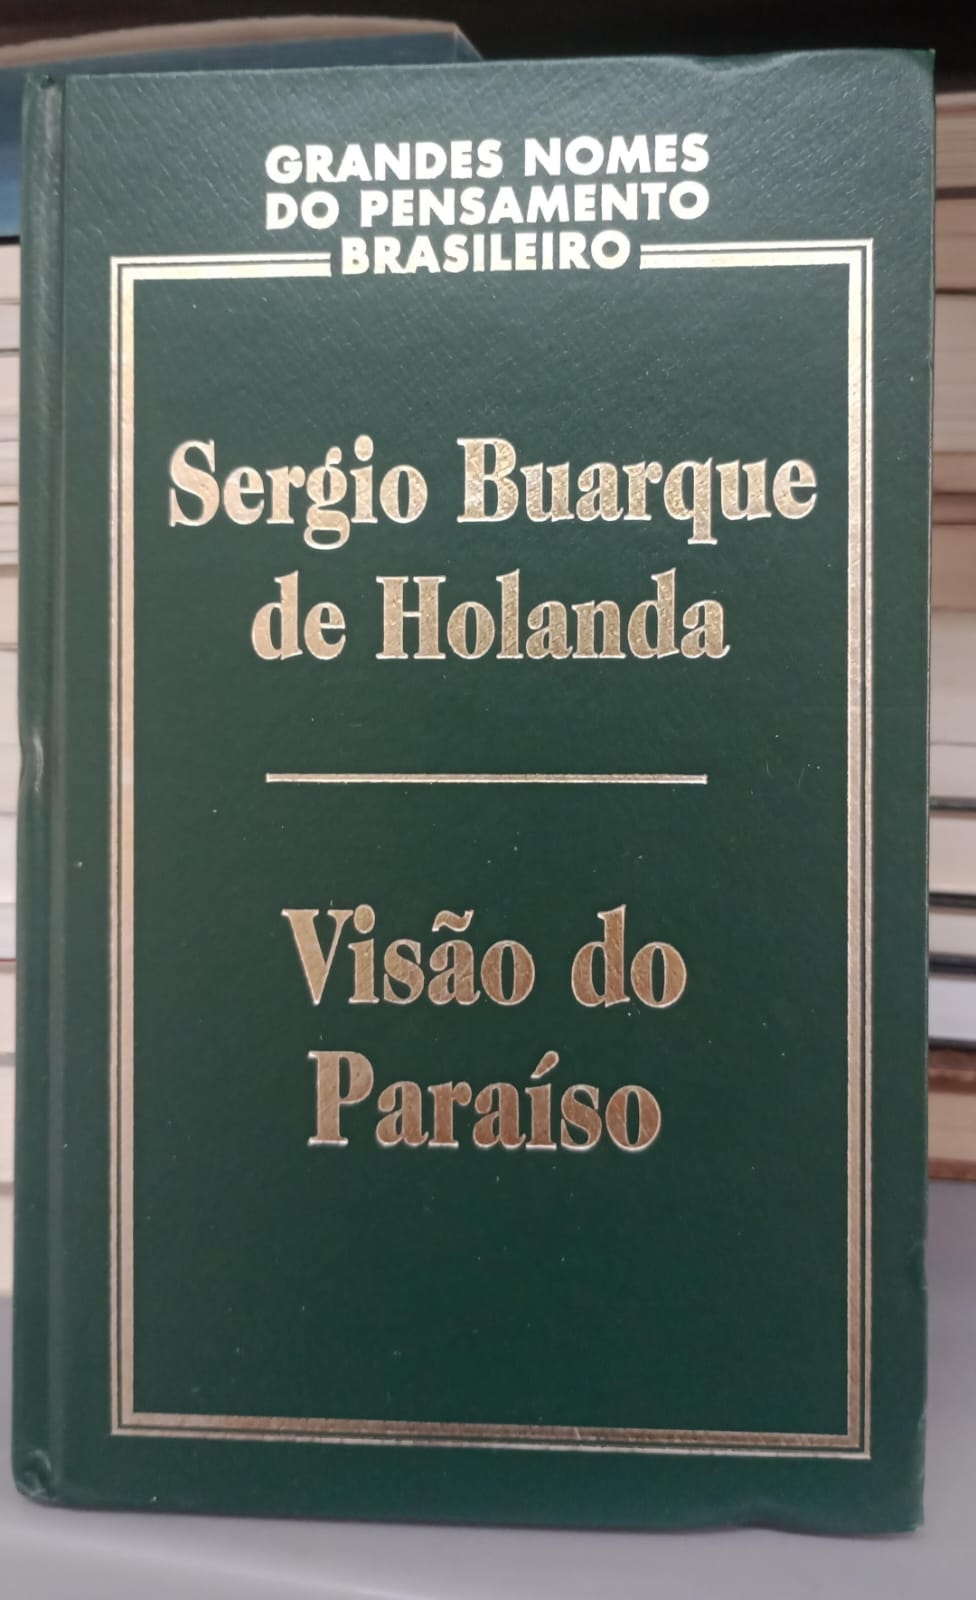 GRANDES NOMES
DO PENSAMENTO
BRASILEIRO
Sergio Buarque
de Holanda
Visão do
Paraíso